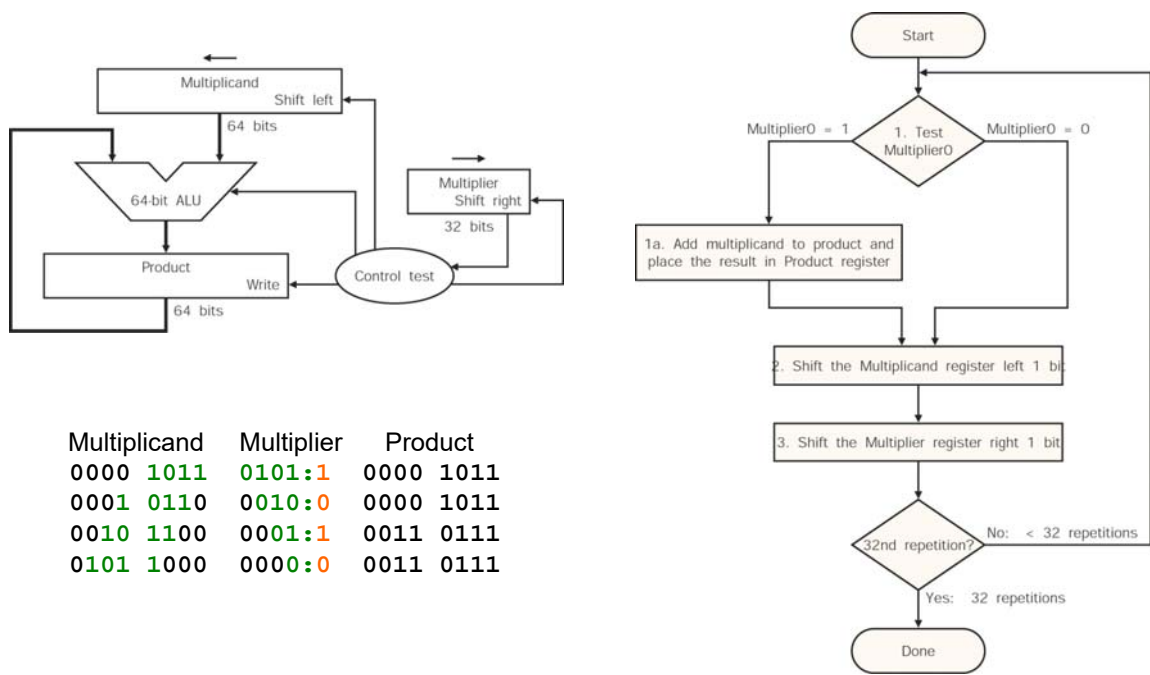 Multiplicand
Shift left
64 bits
64-bit ALU
Multiplier
Shift right
32 bits
Product
Write
Control test
64 bits
Multiplicand Multiplier Product
0000 1011 0101:1 0000 1011
0001 0110 0010:0 0000 1011
0010 1100 0001:1 0011 0111
0101 1000 0000:0 0011 0111
Start
Multiplier0 = 1
1. Test
Multiplier0
Multiplier0 = 0
1a. Add multiplicand to product and
place the result in Product register
2. Shift the Multiplicand register left 1 bit
3. Shift the Multiplier register right 1 bit
32nd repetition?
No: < 32 repetitions
Yes: 32 repetitions
Done